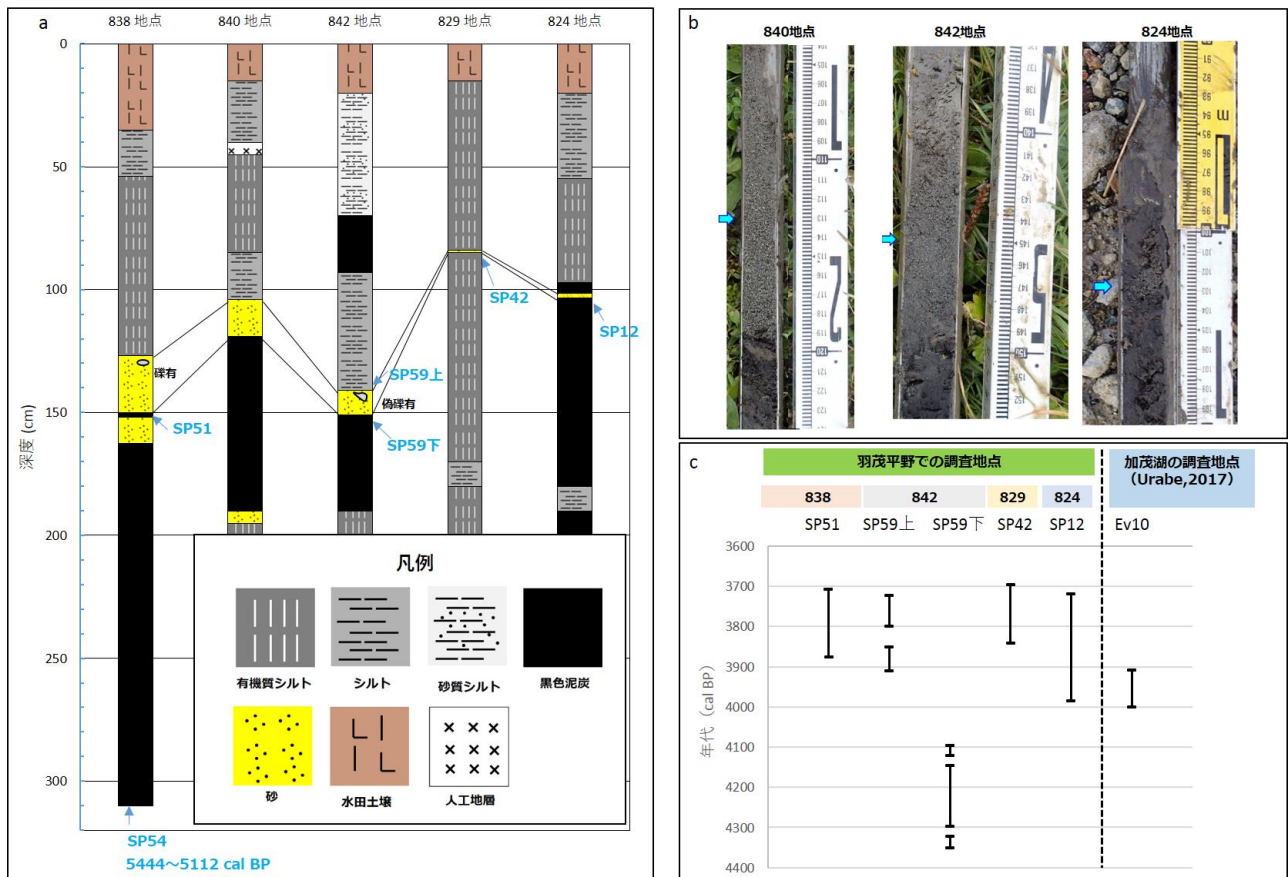 a
838 地点 840 地点 842 地点 829 地点 824 地点
0
50
100
150
200
250
300
深度 (cm)
礫有
SP51
SP59上
偽礫有
SP59下
SP42
SP12
SP54
5444～5112 cal BP
凡例
有機質シルト シルト 砂質シルト 黒色泥炭
砂 水田土壌 人工地層
b
840地点 842地点 824地点
c
羽茂平野での調査地点
加茂湖の調査地点
（Urabe,2017）
838 842 829 824
SP51 SP59上 SP59下 SP42 SP12 Ev10
年代（cal BP）
3600
3700
3800
3900
4000
4100
4200
4300
4400